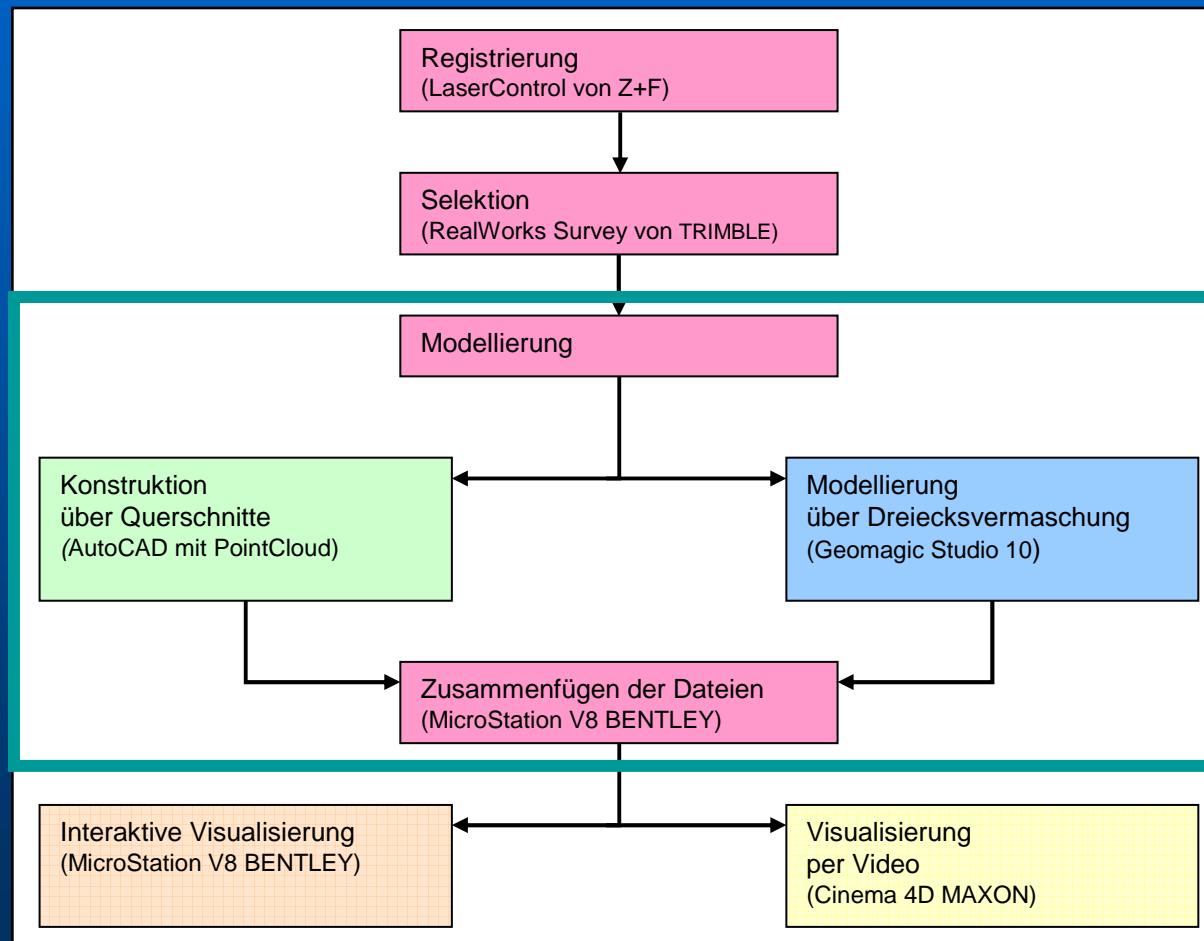 Registrierung
(LaserControl von Z+F)
Selektion
(RealWorks Survey von TRIMBLE)
Modellierung
Konstruktion
über Querschnitte
(AutoCAD mit PointCloud)
Modellierung
über Dreiecksvermaschung
(Geomagic Studio 10)
Zusammenfügen der Dateien
(MicroStation V8 BENTLEY)
Interaktive Visualisierung
(MicroStation V8 BENTLEY)
Visualisierung
per Video
(Cinema 4D MAXON)